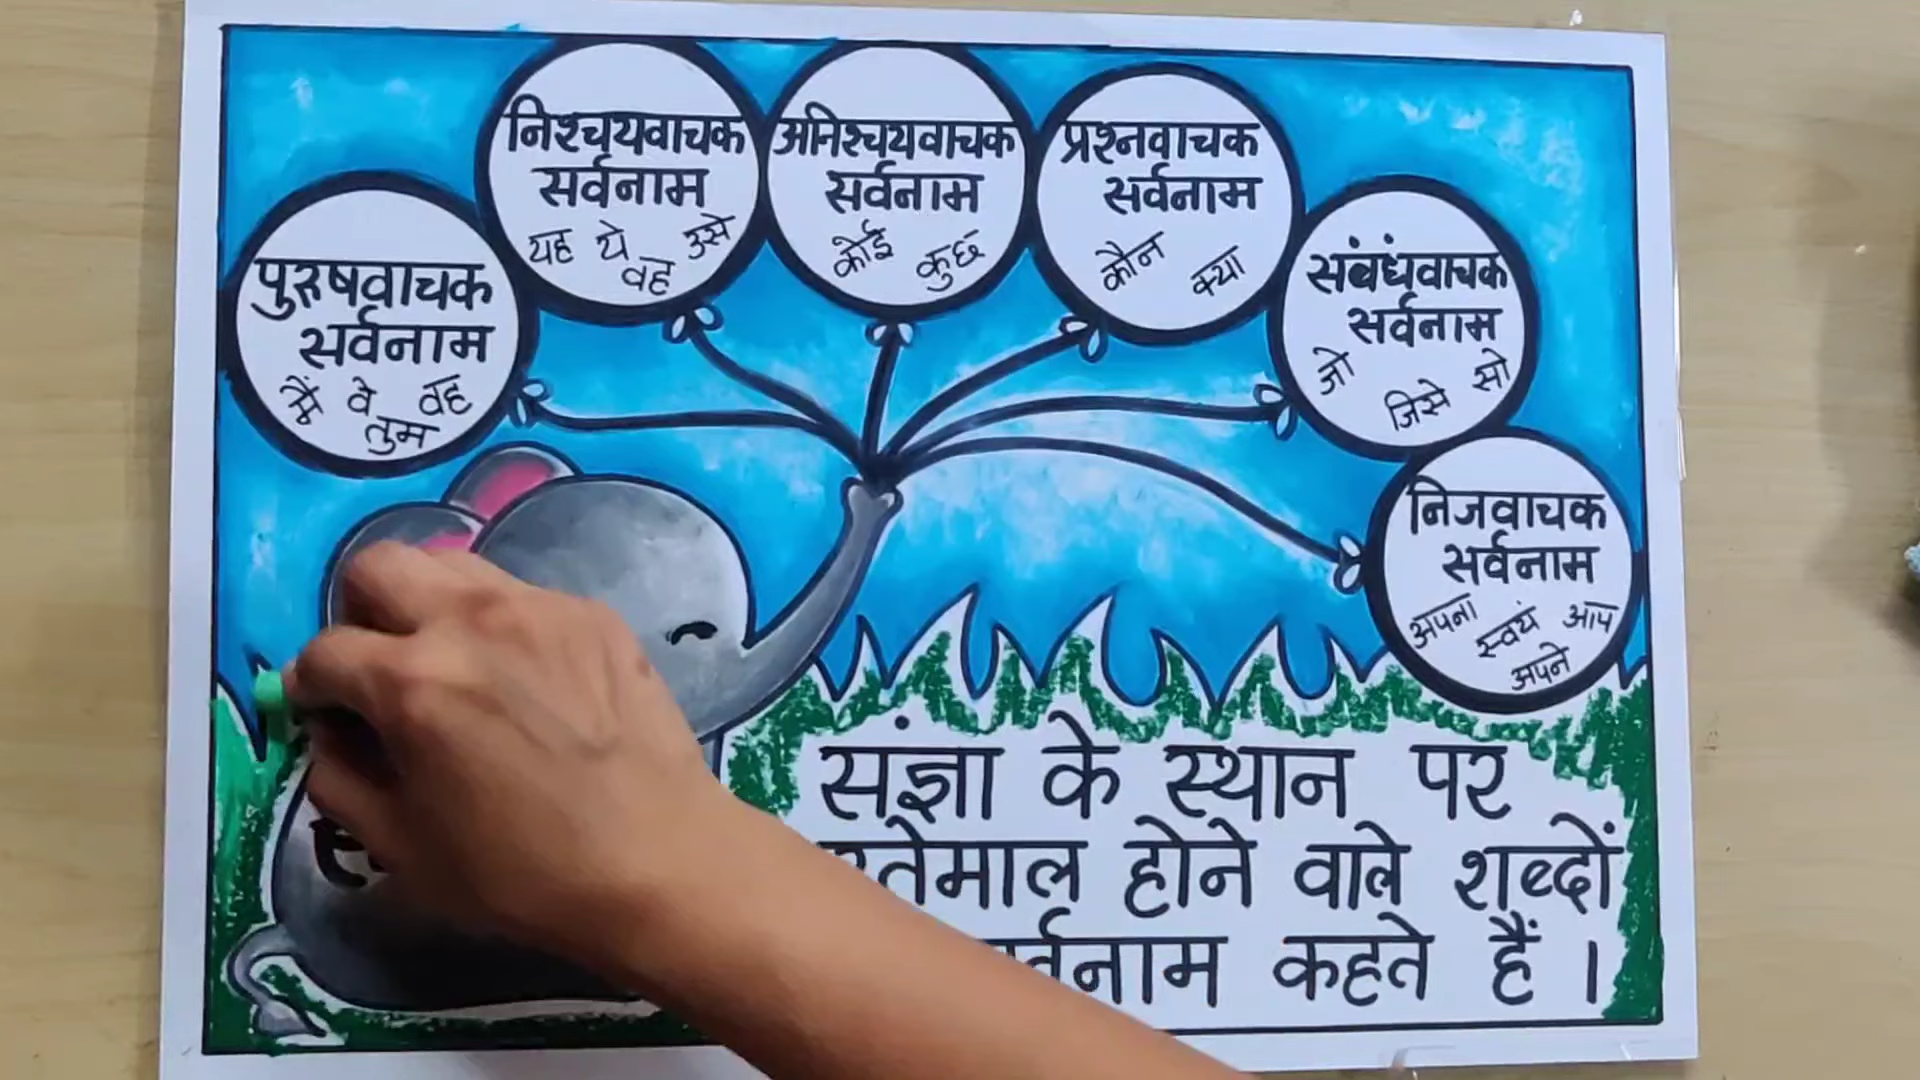 पुरुषवाचक
सर्वनाम
मैं वे वह
तुम
निश्चयवाचक
सर्वनाम
यह ये उसे
वह
अनिश्चयवाचक
सर्वनाम
कोई कुछ
प्रश्नवाचक
सर्वनाम
कौन क्या
संबंधवाचक
सर्वनाम
जो जिसे सो
निजवाचक
सर्वनाम
अपना स्वयं आप
अपने
संज्ञा के स्थान पर
होने वाले शब्दों
कहते हैं ।